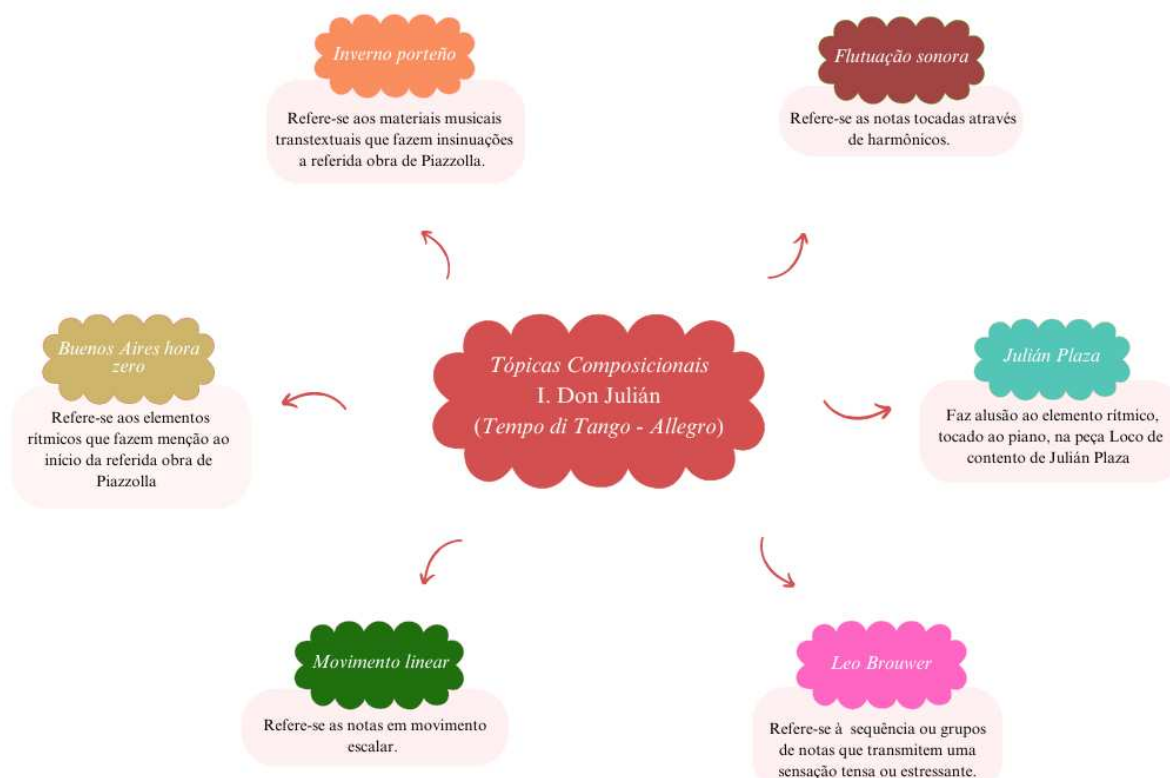 Inverno porteño
Refere-se aos materiais musicais
transtextuais que fazem insinuações
a referida obra de Piazzolla.
Flutuação sonora
Refere-se as notas tocadas através
de harmônicos.
Buenos Aires hora
zero
Refere-se aos elementos
rítmicos que fazem menção ao
início da referida obra de
Piazzolla
Tópicas Composicionais
I. Don Julián
(Tempo di Tango - Allegro)
Julián Plaza
Faz alusão ao elemento rítmico,
tocado ao piano, na peça Loco de
contento de Julián Plaza
Movimento linear
Refere-se as notas em movimento
escalar.
Leo Brouwer
Refere-se à sequência ou grupos
de notas que transmitem uma
sensação tensa ou estressante.